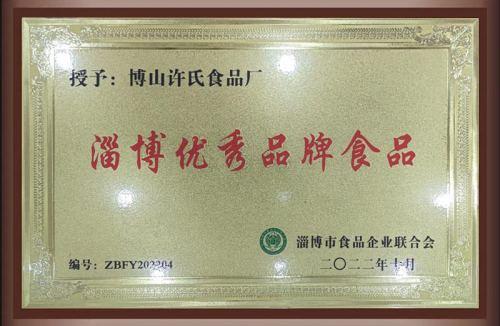 授予：博山许氏食品厂
淄博优秀品牌食品
淄博市食品企业联合会
编号：ZBFY202204
二〇二二年十月